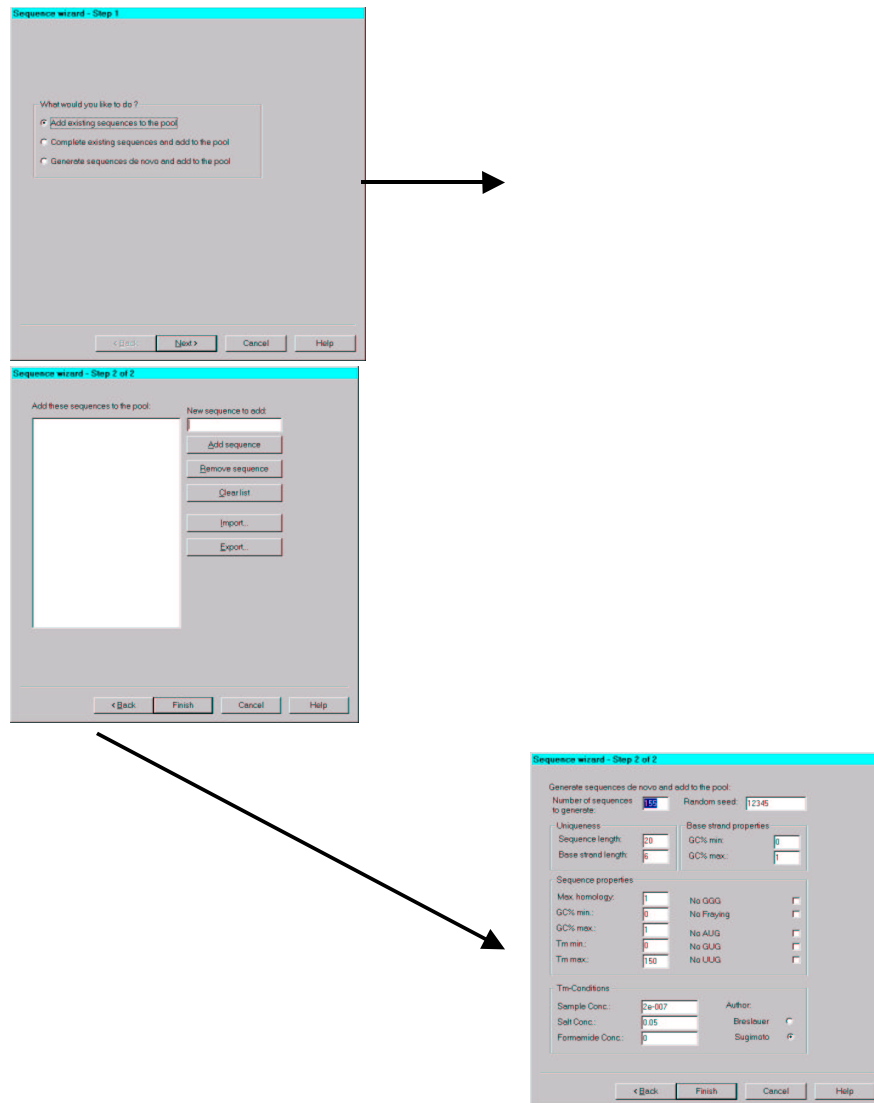 Sequence wizard - Step 1
What would you like to do ?
Add existing sequences to the pool
Complete existing sequences and add to the pool
Generate sequences de novo and add to the pool
< Back
Next >
Cancel
Help
Sequence wizard - Step 2 of 2
Add these sequences to the pool:
New sequence to add:
Add sequence
Remove sequence
Clear list
Import...
Export...
< Back
Finish
Cancel
Help
Sequence wizard - Step 2 of 2
Generate sequences de novo and add to the pool:
Number of sequences to generate: 155 Random seed: 12345
Uniqueness
Sequence length: 20
Base strand length: 6
Base strand properties
GC% min: 0
GC% max.: 1
Sequence properties
Max. homology: 1
GC% min.: 0
GC% max.: 1
Tm min.: 0
Tm max.: 150
No GGG
No Fraying
No AUG
No GUG
No UUG
Tm-Conditions
Sample Conc.: 2e-007
Salt Conc.: 0.05
Formamide Conc.: 0
Author:
Breslauer
Sugimoto
< Back
Finish
Cancel
Help